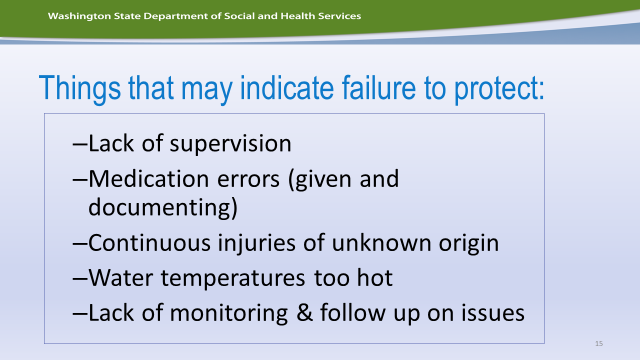 Washington State Department of Social and Health Services
Things that may indicate failure to protect:
–Lack of supervision
–Medication errors (given and
documenting)
–Continuous injuries of unknown origin
–Water temperatures too hot
–Lack of monitoring & follow up on issues
15